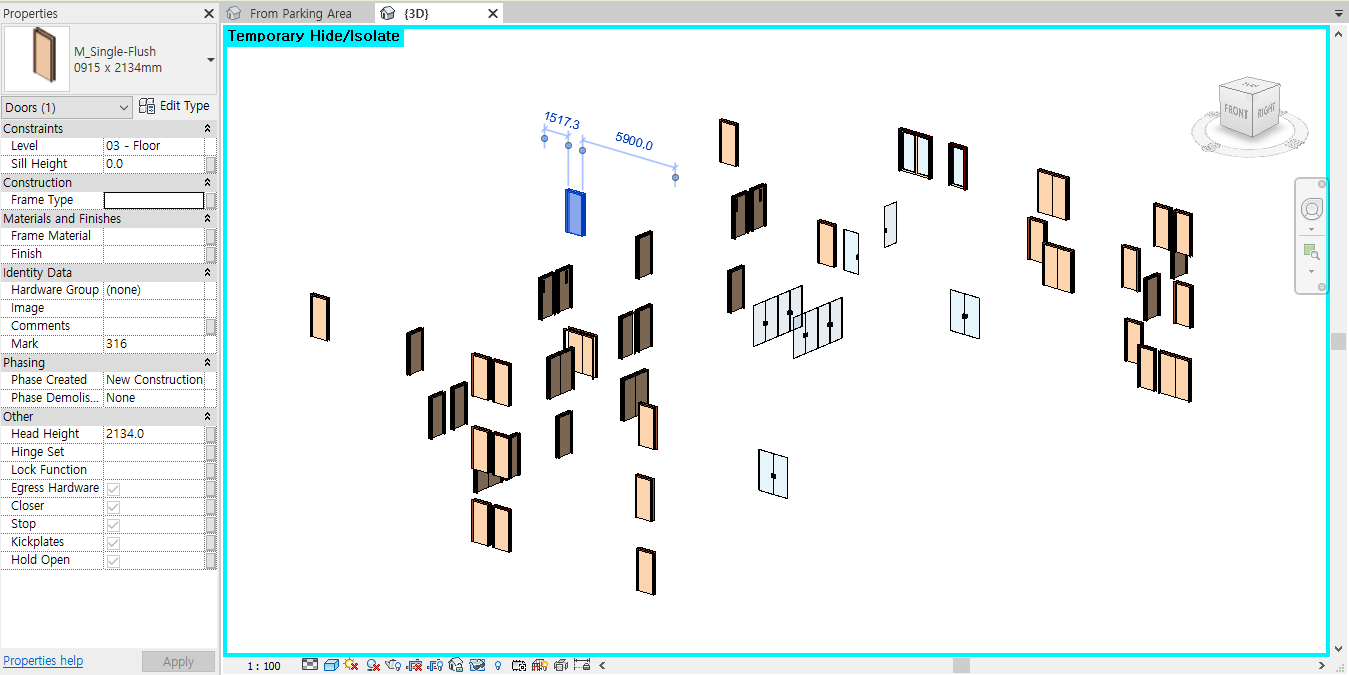 Properties
From Parking Area
{3D}
M_Single-Flush
0915 x 2134mm
Doors (1)
Edit Type
Constraints
Level 03 - Floor
Sill Height 0.0
Construction
Frame Type
Materials and Finishes
Frame Material
Finish
Identity Data
Hardware Group (none)
Image
Comments
Mark 316
Phasing
Phase Created New Construction
Phase Demolis... None
Other
Head Height 2134.0
Hinge Set
Lock Function
Egress Hardware
Closer
Stop
Kickplates
Hold Open
Properties help
Apply
Temporary Hide/Isolate
1517.3
5900.0
FRONT
RIGHT
1 : 100